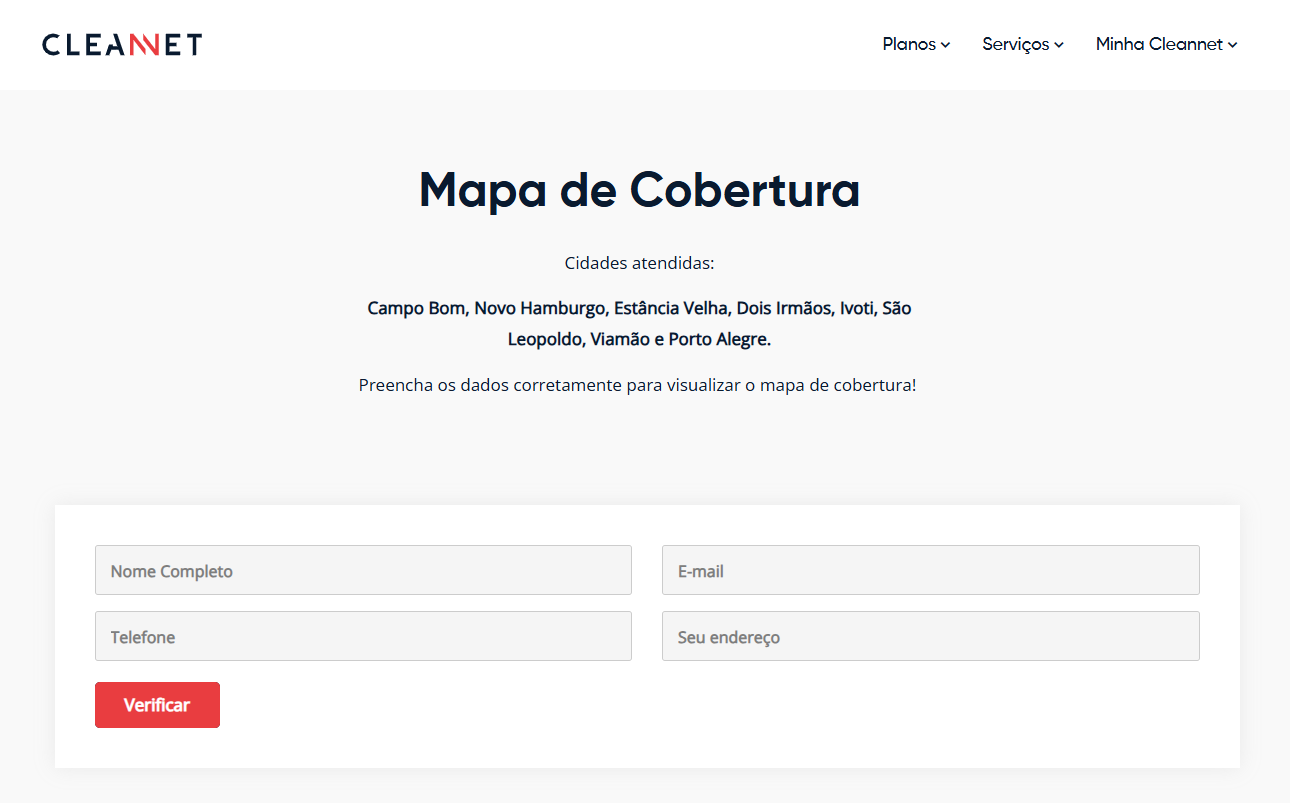 CLEANNET
Planos
Serviços
Minha Cleannet
Mapa de Cobertura
Cidades atendidas:
Campo Bom, Novo Hamburgo, Estância Velha, Dois Irmãos, Ivoti, São
Leopoldo, Viamão e Porto Alegre.
Preencha os dados corretamente para visualizar o mapa de cobertura!
Nome Completo
E-mail
Telefone
Seu endereço
Verificar